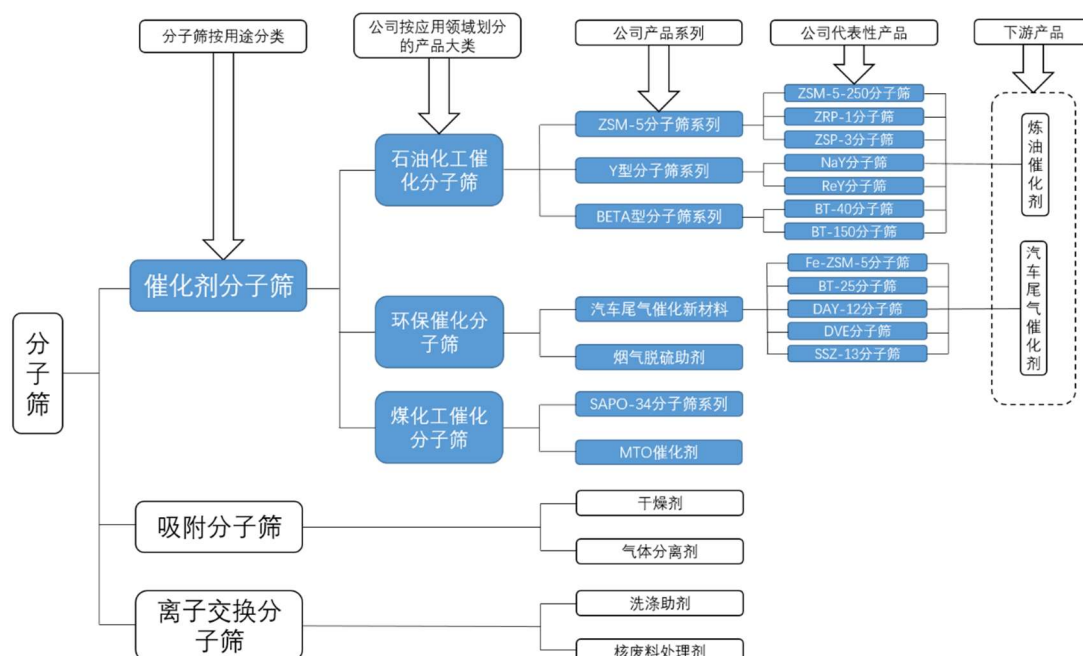 分子筛按用途分类
公司按应用领域划分
的产品大类
公司产品系列
公司代表性产品
下游产品
分子筛
催化剂分子筛
石油化工催
化分子筛
ZSM-5分子筛系列
ZSM-5-250分子筛
ZRP-1分子筛
ZSP-3分子筛
Y型分子筛系列
NaY分子筛
ReY分子筛
BETA型分子筛系列
BT-40分子筛
BT-150分子筛
炼油催化剂
环保催化分
子筛
汽车尾气催化新材料
Fe-ZSM-5分子筛
BT-25分子筛
DAY-12分子筛
DVE分子筛
SSZ-13分子筛
汽车尾气催化剂
烟气脱硫助剂
煤化工催化
分子筛
SAPO-34分子筛系列
MTO催化剂
吸附分子筛
干燥剂
气体分离剂
离子交换分
子筛
洗涤助剂
核废料处理剂